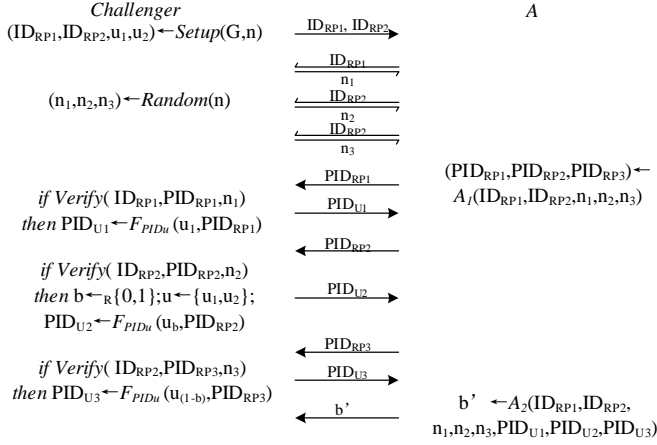 Challenger A
(ID_RP1,ID_RP2,u_1,u_2)←Setup(G,n) ID_RP1, ID_RP2
ID_RP1
n_1
(n_1,n_2,n_3)←Random(n) ID_RP2
n_2
ID_RP2
n_3
PID_RP1 (PID_RP1,PID_RP2,PID_RP3)←
if Verify( ID_RP1,PID_RP1,n_1) A_1(ID_RP1,ID_RP2,n_1,n_2,n_3)
then PID_U1←F_PIDu (u_1,PID_RP1) PID_U1
PID_RP2
if Verify( ID_RP2,PID_RP2,n_2)
then b←_R{0,1};u←{u_1,u_2}; PID_U2
PID_U2←F_PIDu (u_b,PID_RP2)
PID_RP3
if Verify( ID_RP2,PID_RP3,n_3)
then PID_U3←F_PIDu (u_(1-b),PID_RP3) PID_U3
b’ b’ ←A_2(ID_RP1,ID_RP2,
n_1,n_2,n_3,PID_U1,PID_U2,PID_U3)